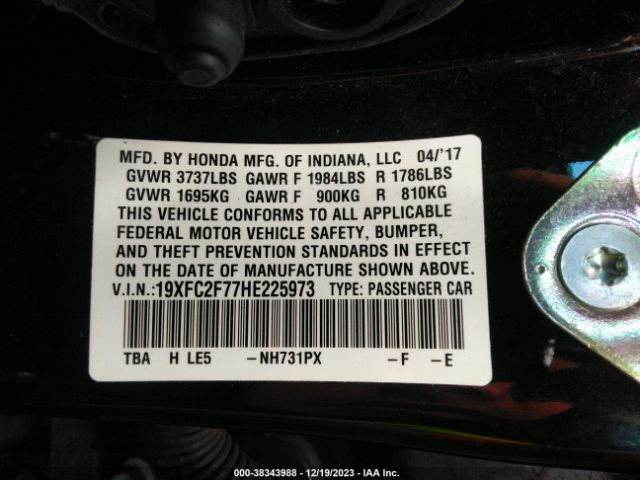 MFD. BY HONDA MFG. OF INDIANA, LLC 04/'17
GVWR 3737LBS GAWR F 1984LBS R 1786LBS
GVWR 1695KG GAWR F 900KG R 810KG
THIS VEHICLE CONFORMS TO ALL APPLICABLE
FEDERAL MOTOR VEHICLE SAFETY, BUMPER,
AND THEFT PREVENTION STANDARDS IN EFFECT
ON THE DATE OF MANUFACTURE SHOWN ABOVE.
V.I.N.:19XFC2F77HE225973 TYPE: PASSENGER CAR
TBA H LE5 -NH731PX -F -E
000-38343988 - 12/19/2023 - IAA Inc.